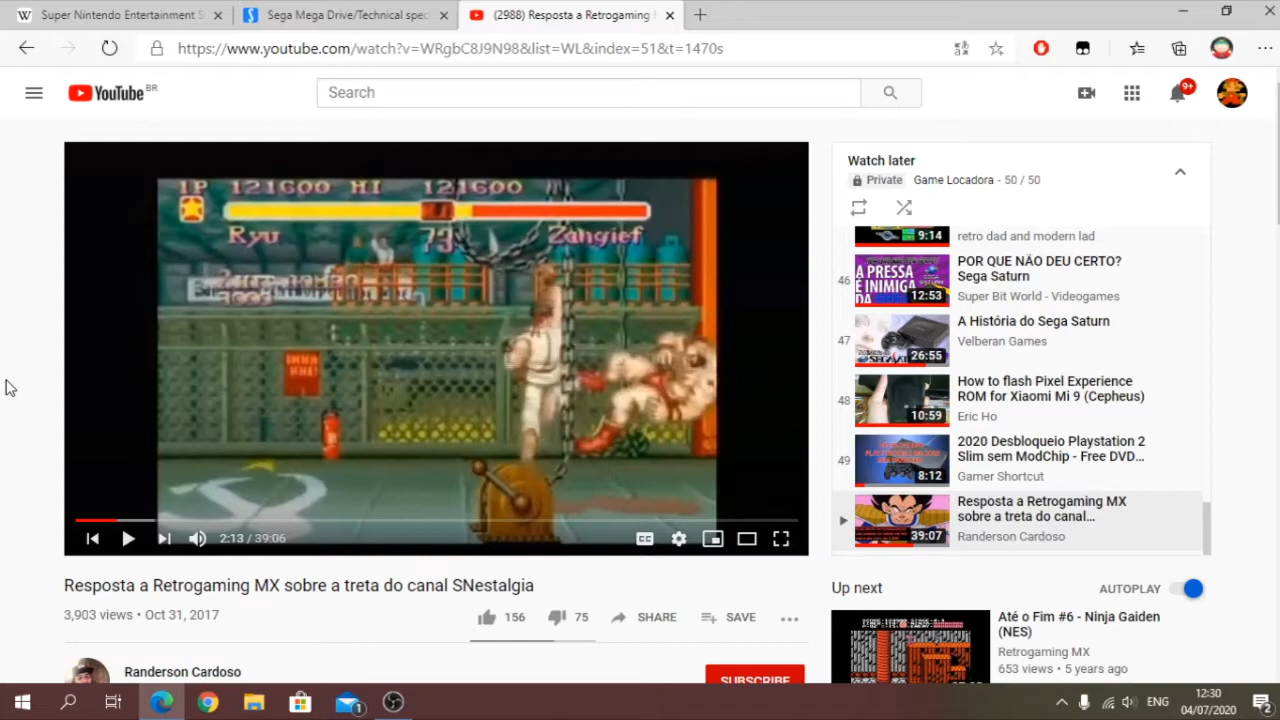 Super Nintendo Entertainment S
Sega Mega Drive/Technical spec
(2988) Resposta a Retrogaming
https://www.youtube.com/watch?v=WRgbC8J9N98&list=WL&index=51&t=1470s
YouTube BR
Search
9+
1P 121600 HI 121600
Ryu
73
Zangief
2:13 / 39:06
CC
Resposta a Retrogaming MX sobre a treta do canal SNestalgia
3,903 views • Oct 31, 2017
156
75
SHARE
SAVE
Randerson Cardoso
SUBSCRIBE
Watch later
Private
Game Locadora - 50 / 50
9:14
retro dad and modern lad
46
A PRESSA
É INIMIGA
DA
12:53
POR QUE NÃO DEU CERTO?
Sega Saturn
Super Bit World - Videogames
47
26:55
A História do Sega Saturn
Velberan Games
48
10:59
How to flash Pixel Experience
ROM for Xiaomi Mi 9 (Cepheus)
Eric Ho
49
8:12
2020 Desbloqueio Playstation 2
Slim sem ModChip - Free DVD...
Gamer Shortcut
39:07
Resposta a Retrogaming MX
sobre a treta do canal...
Randerson Cardoso
Up next
AUTOPLAY
Até o Fim #6 - Ninja Gaiden
(NES)
Retrogaming MX
653 views • 5 years ago
1
ENG
12:30
04/07/2020
2